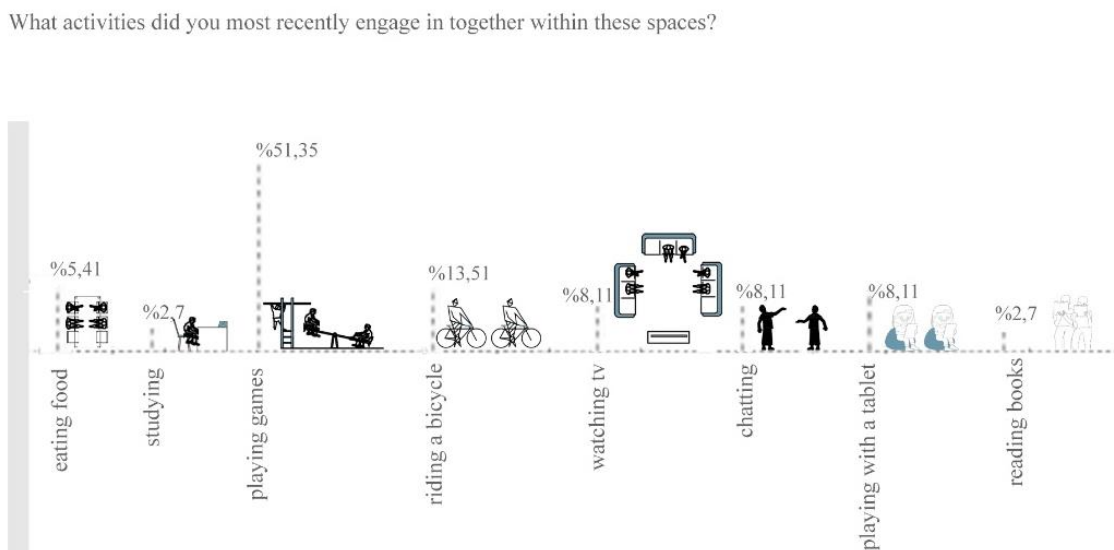 What activities did you most recently engage in together within these spaces?
%5,41
%2,7
%51,35
%13,51
%8,11
%8,11
%8,11
%2,7
eating food
studying
playing games
riding a bicycle
watching tv
chatting
playing with a tablet
reading books